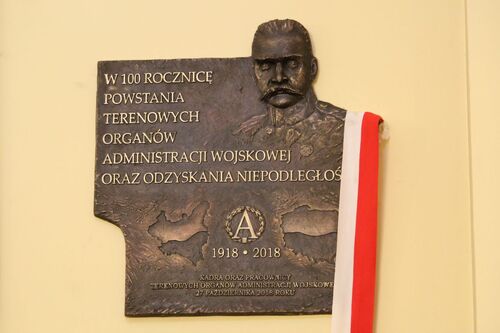 W 100 ROCZNICĘ
POWSTANIA
TERENOWYCH
ORGANÓW
ADMINISTRACJI WOJSKOWEJ
ORAZ ODZYSKANIA NIEPODLEGŁOŚ
A
1918 • 2018
KADRA ORAZ PRACOWNICY
TERENOWYCH ORGANÓW ADMINISTRACJI WOJSKOWE
27 PAŹDZIERNIKA 2018 ROKU